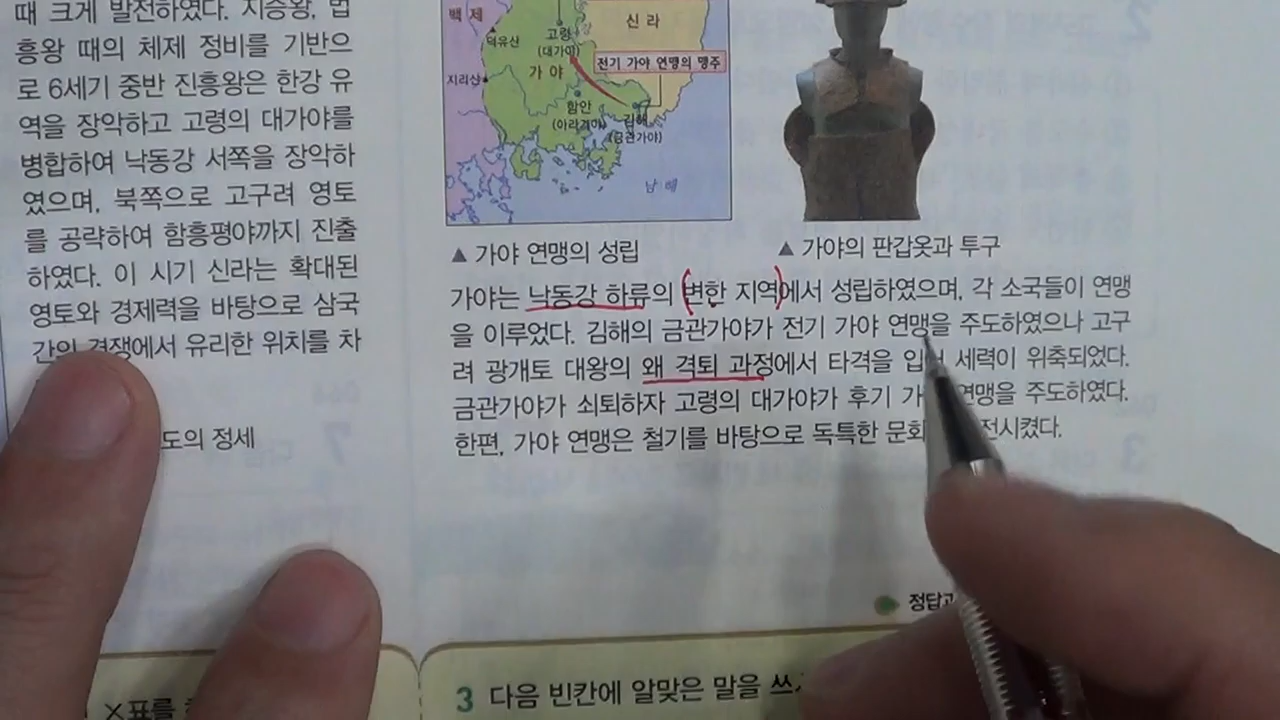 때 크게 발전하였다. 지증왕, 법
흥왕 때의 체제 정비를 기반으
로 6세기 중반 진흥왕은 한강 유
역을 장악하고 고령의 대가야를
병합하여 낙동강 서쪽을 장악하
였으며, 북쪽으로 고구려 영토
를 공략하여 함흥평야까지 진출
하였다. 이 시기 신라는 확대된
영토와 경제력을 바탕으로 삼국
간의 경쟁에서 유리한 위치를 차
도의 정세
백제
신라
덕유산
고령
(대가야)
전기 가야 연맹의 맹주
가야
지리산
함안
(아라가야)
김해
(금관가야)
남해
▲ 가야 연맹의 성립
▲ 가야의 판갑옷과 투구
가야는 낙동강 하류의 변한 지역에서 성립하였으며, 각 소국들이 연맹
을 이루었다. 김해의 금관가야가 전기 가야 연맹을 주도하였으나 고구
려 광개토 대왕의 왜 격퇴 과정에서 타격을 입어 세력이 위축되었다.
금관가야가 쇠퇴하자 고령의 대가야가 후기 가 연맹을 주도하였다.
한편, 가야 연맹은 철기를 바탕으로 독특한 문화 전시켰다.
정답과
×표를
3 다음 빈칸에 알맞은 말을 쓰